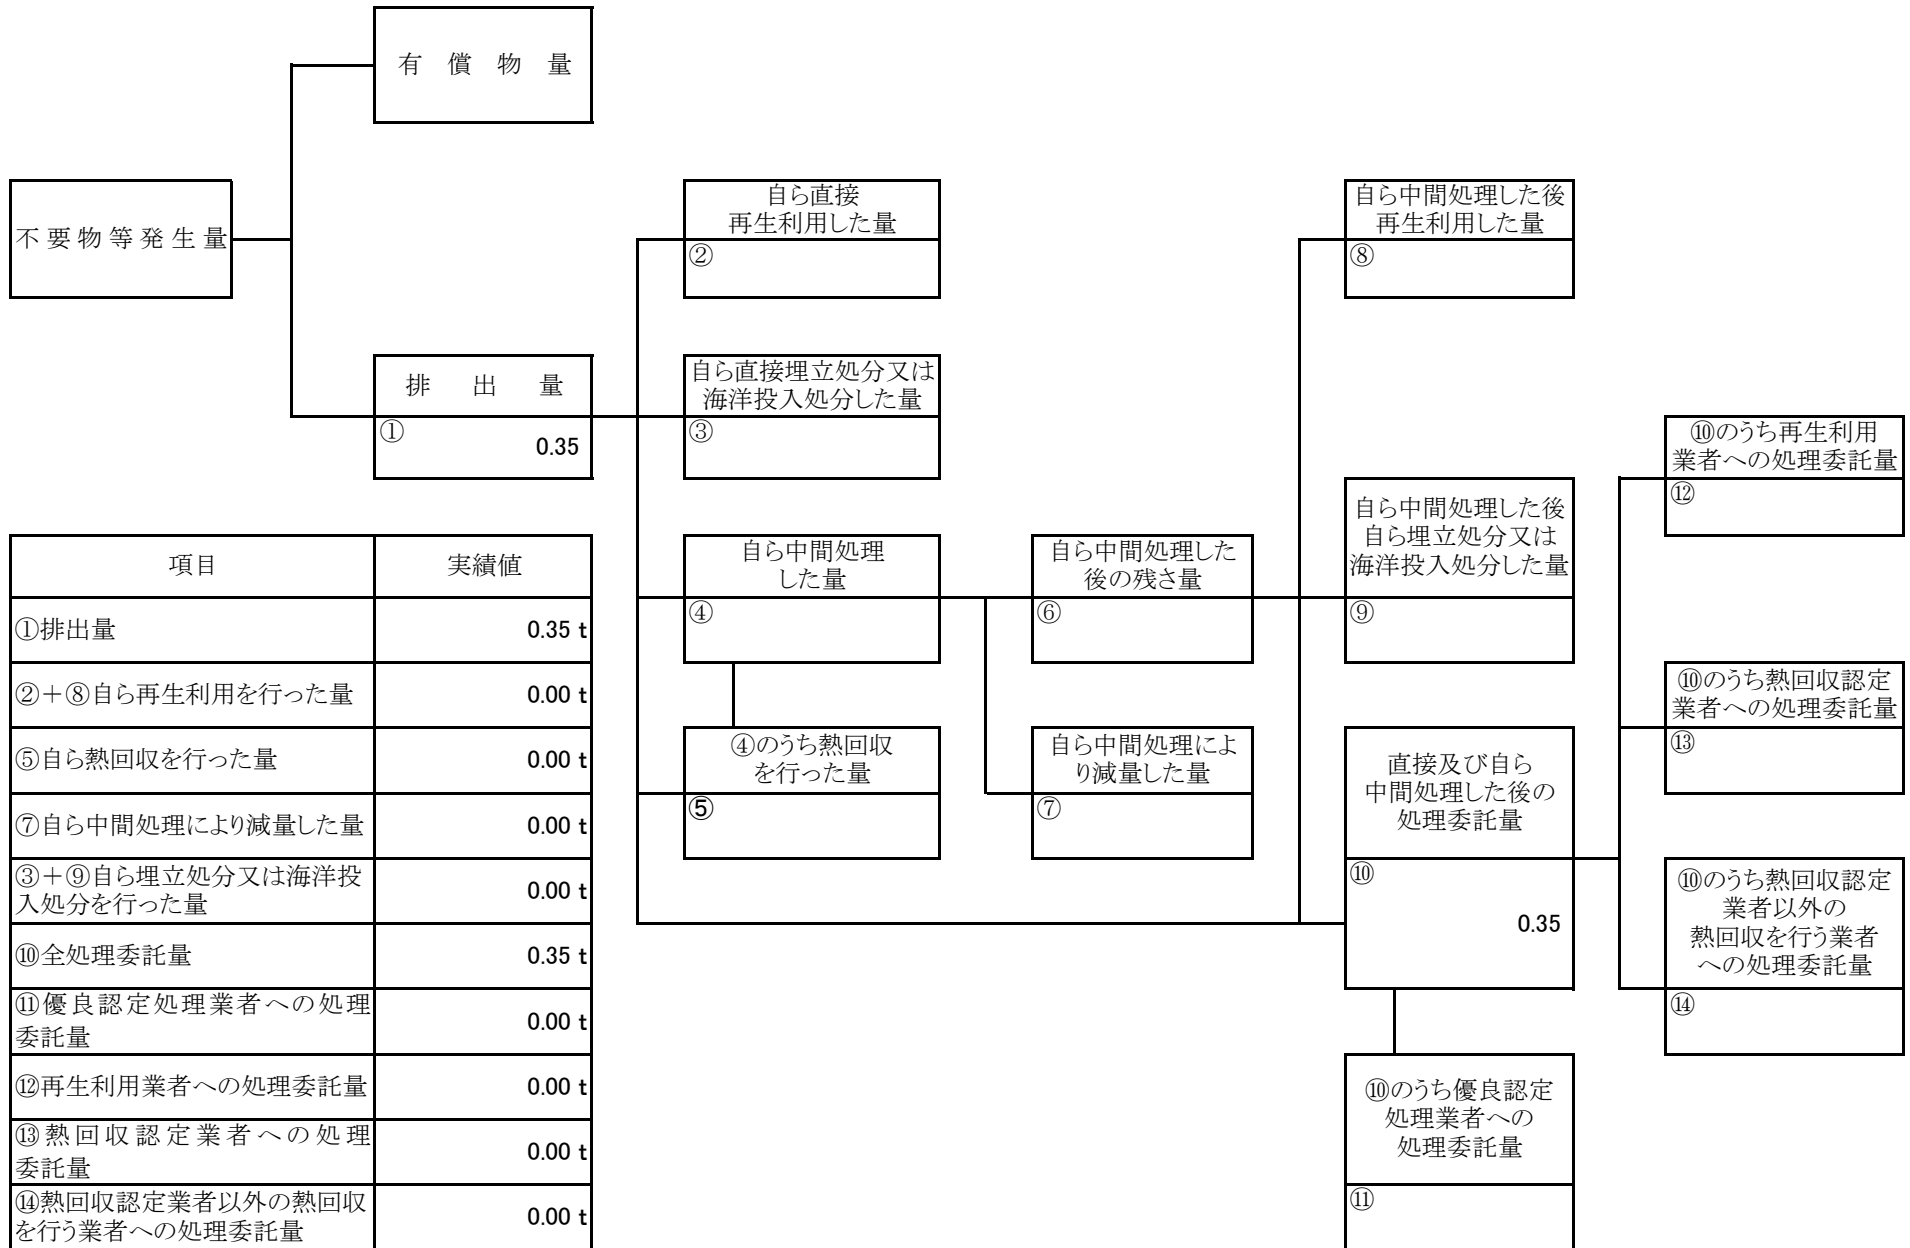 有償物量
不要物等発生量
自ら直接
再生利用した量
②
自ら中間処理した後
再生利用した量
⑧
排出量
① 0.35
自ら直接埋立処分又は
海洋投入処分した量
③
⑩のうち再生利用
業者への処理委託量
⑫
自ら中間処理した後
自ら埋立処分又は
海洋投入処分した量
⑨
自ら中間処理
した量
④
自ら中間処理した
後の残さ量
⑥
⑩のうち熱回収認定
業者への処理委託量
⑬
④のうち熱回収
を行った量
⑤
自ら中間処理によ
り減量した量
⑦
直接及び自ら
中間処理した後の
処理委託量
⑩
0.35
⑩のうち熱回収認定
業者以外の
熱回収を行う業者
への処理委託量
⑭
⑩のうち優良認定
処理業者への
処理委託量
⑪
項目 実績値
①排出量 0.35 t
②+⑧自ら再生利用を行った量 0.00 t
⑤自ら熱回収を行った量 0.00 t
⑦自ら中間処理により減量した量 0.00 t
③+⑨自ら埋立処分又は海洋投
入処分を行った量 0.00 t
⑩全処理委託量 0.35 t
⑪優良認定処理業者への処理
委託量 0.00 t
⑫再生利用業者への処理委託量 0.00 t
⑬熱回収認定業者への処理
委託量 0.00 t
⑭熱回収認定業者以外の熱回収
を行う業者への処理委託量 0.00 t